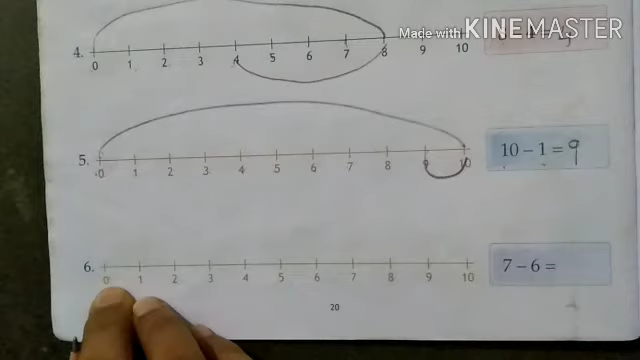 Made with KINEMASTER
4.
0 1 2 3 4 5 6 7 8 9 10
5.
0 1 2 3 4 5 6 7 8 9 10
10 – 1 = 9
6.
0 1 2 3 4 5 6 7 8 9 10
7 – 6 =
20